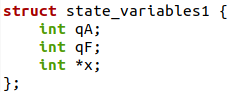 struct state_variables1 {
    int qA;
    int qF;
    int *x;
};